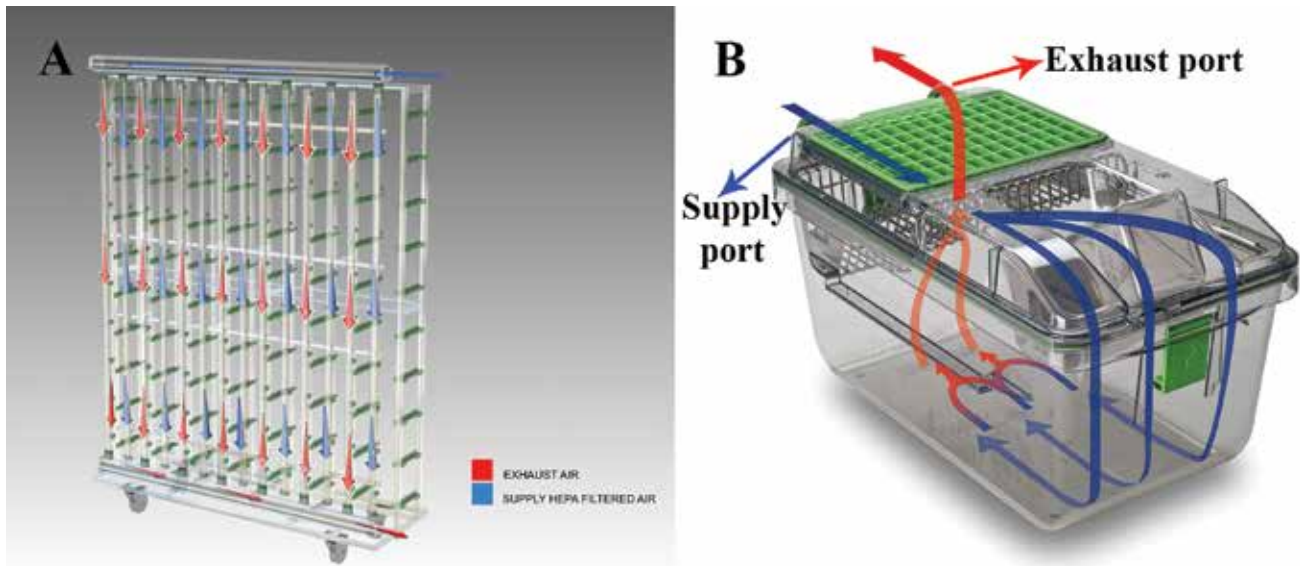 A
EXHAUST AIR
SUPPLY HEPA FILTERED AIR
B
Exhaust port
Supply
port